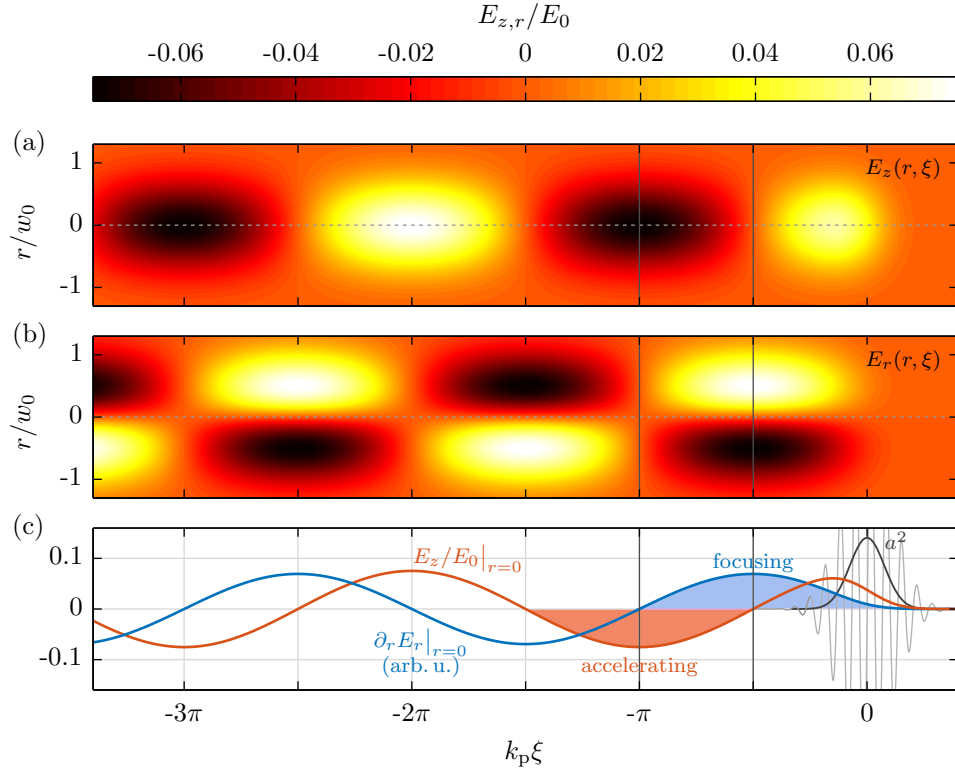 E_{z,r}/E_0
-0.06 -0.04 -0.02 0 0.02 0.04 0.06
(a)
E_z(r, ξ)
1
0
-1
r/w_0
(b)
E_r(r, ξ)
1
0
-1
r/w_0
(c)
0.1
0
-0.1
E_z/E_0|_{r=0}
∂_r E_r|_{r=0}
(arb. u.)
focusing
accelerating
a^2
-3π -2π -π 0
k_p ξ